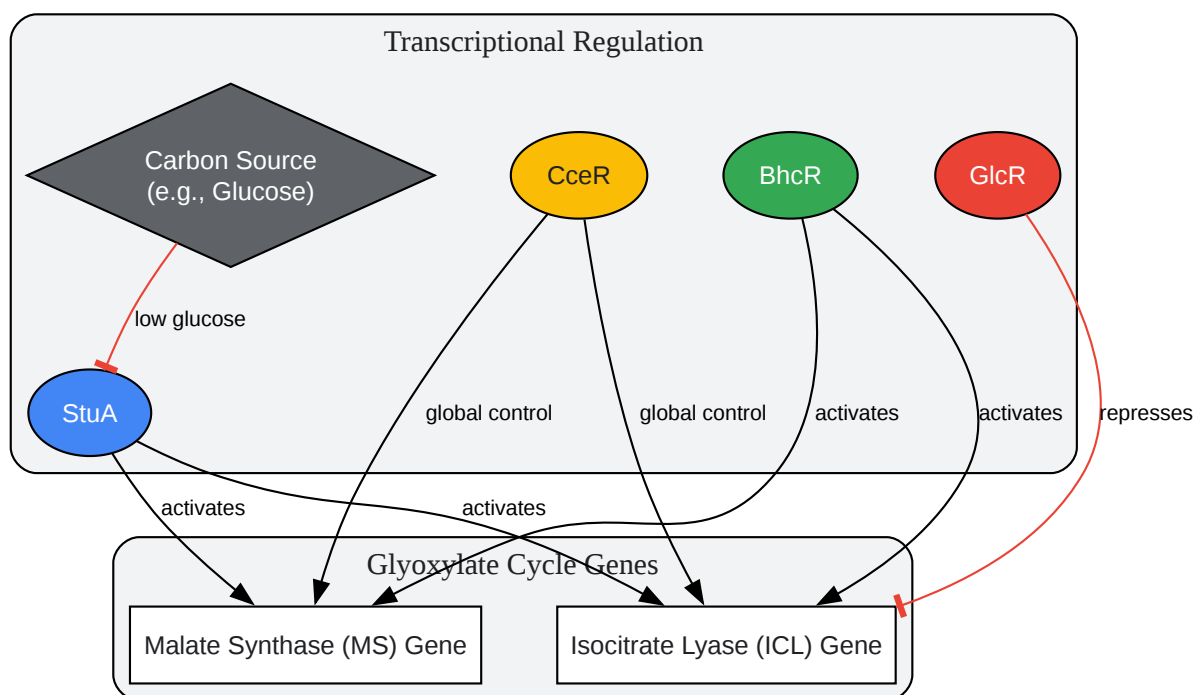 Transcriptional Regulation
Carbon Source
(e.g., Glucose)
CceR
BhcR
GlcR
low glucose
StuA
global control
global control
activates
activates
represses
activates
activates
Glyoxylate Cycle Genes
Malate Synthase (MS) Gene
Isocitrate Lyase (ICL) Gene